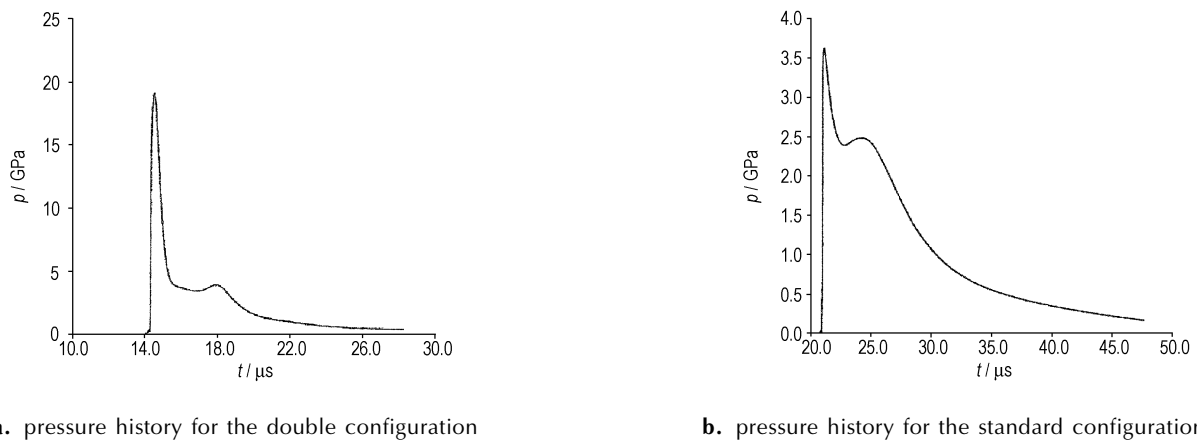 25
20
15
10
5
0
p / GPa
10.0 14.0 18.0 22.0 26.0 30.0
t / μs
4.0
3.5
3.0
2.5
2.0
1.5
1.0
0.5
0.0
p / GPa
20.0 25.0 30.0 35.0 40.0 45.0 50.0
t / μs
. pressure history for the double configuration
b. pressure history for the standard configuration